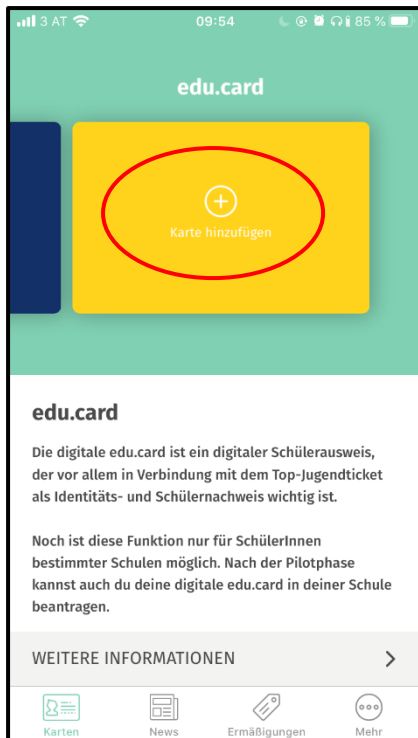 3 AT 09:54 85 %
edu.card
Karte hinzufügen
edu.card
Die digitale edu.card ist ein digitaler Schülerausweis,
der vor allem in Verbindung mit dem Top-Jugendticket
als Identitäts- und Schülernachweis wichtig ist.
Noch ist diese Funktion nur für SchülerInnen
bestimmter Schulen möglich. Nach der Pilotphase
kannst auch du deine digitale edu.card in deiner Schule
beantragen.
WEITERE INFORMATIONEN
Karten News Ermäßigungen Mehr